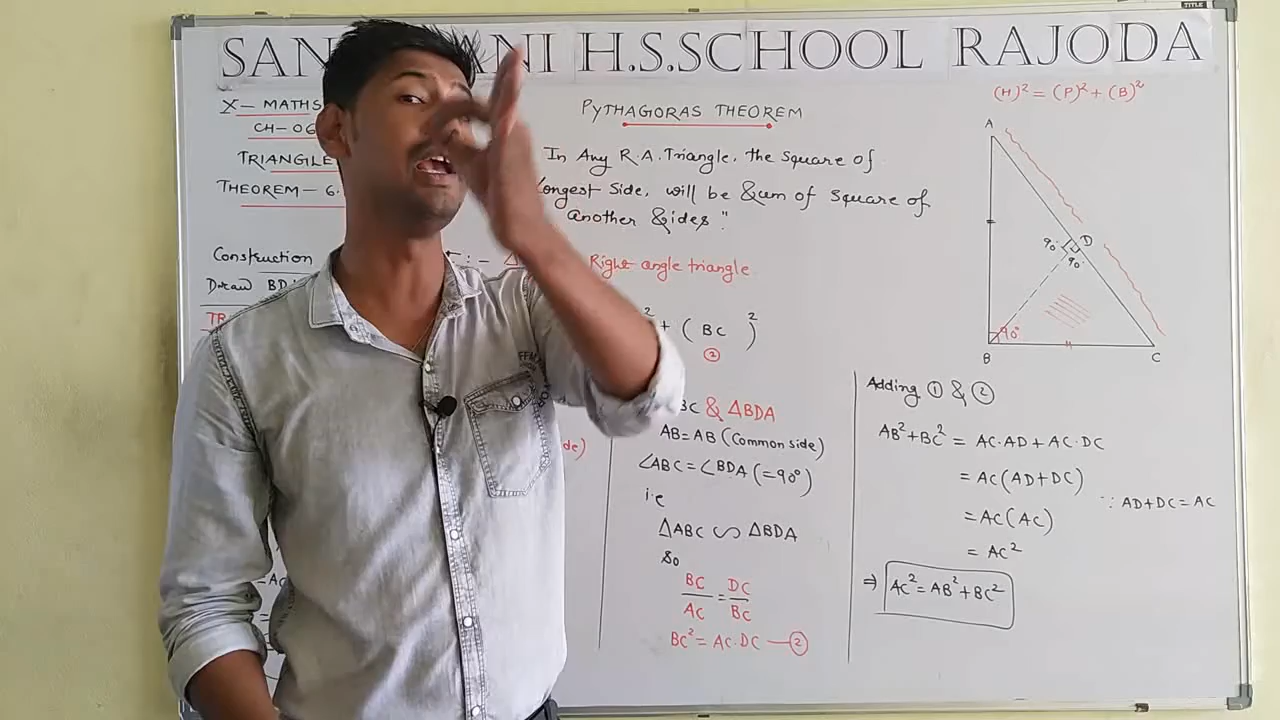 SAN ANI H.S.SCHOOL RAJODA
TITLE
X- MATHS
CH-06
TRIANGLE
THEOREM-6.
PYTHAGORAS THEOREM
In Any R.A. Triangle, the Square of
Longest Side, will be Sum of Square of
another Sides"
Construction
:- Δ Right angle triangle
Draw BD
TR
2 + (BC)²
②
BC & ΔBDA
AB=AB (Common side)
∠ABC=∠BDA (=90°)
i.e
ΔABC ∽ ΔBDA
So
BC/AC = DC/BC
BC²= AC·DC —②
de)
(H)² = (P)² + (B)²
A
D
90°
90°
90°
B
C
Adding ① & ②
AB²+BC² = AC·AD + AC·DC
= AC(AD+DC)
∵ AD+DC=AC
=AC(AC)
= AC²
⇒ AC²=AB²+BC²